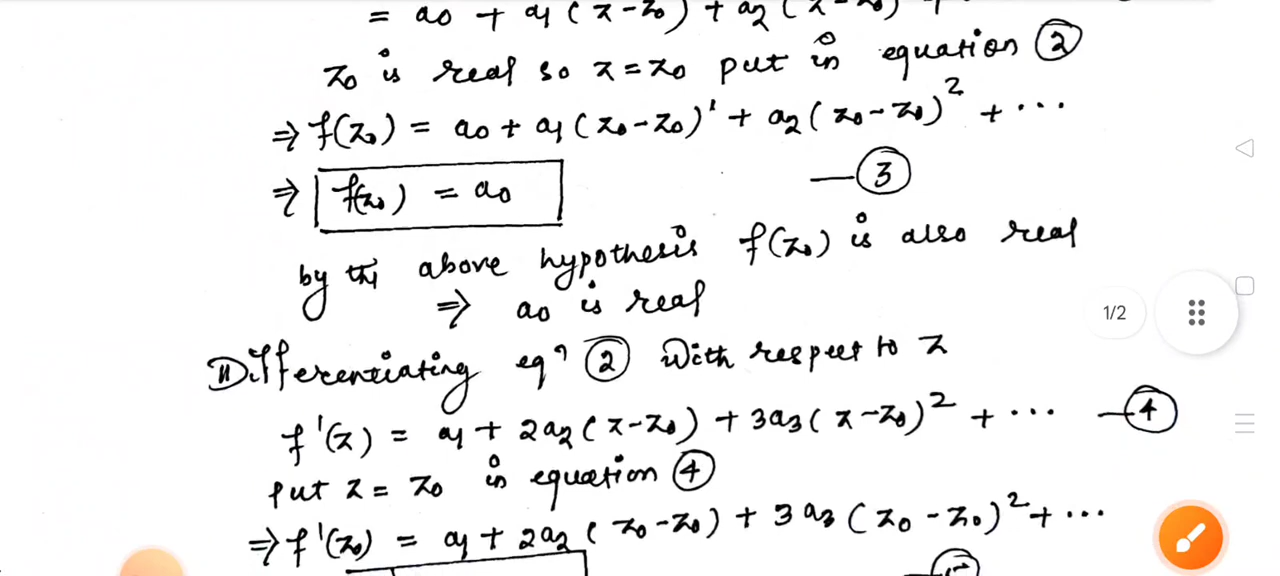 = a₀ + a₁ ( z - z₀ ) + a₂ ( z - z₀ )
z₀ is real so z = z₀ put in equation ②
⇒ f(z₀) = a₀ + a₁ ( z₀ - z₀ )¹ + a₂ ( z₀ - z₀ )² + ...
— ③
⇒ f(z₀) = a₀
by the above hypothesis f(z₀) is also real
⇒ a₀ is real
Differentiating eqⁿ ② with respect to z
f'(z) = a₁ + 2a₂ ( z - z₀ ) + 3a₃ ( z - z₀ )² + ... — ④
put z = z₀ in equation ④
⇒ f'(z₀) = a₁ + 2a₂ ( z₀ - z₀ ) + 3a₃ ( z₀ - z₀ )² + ...
1/2